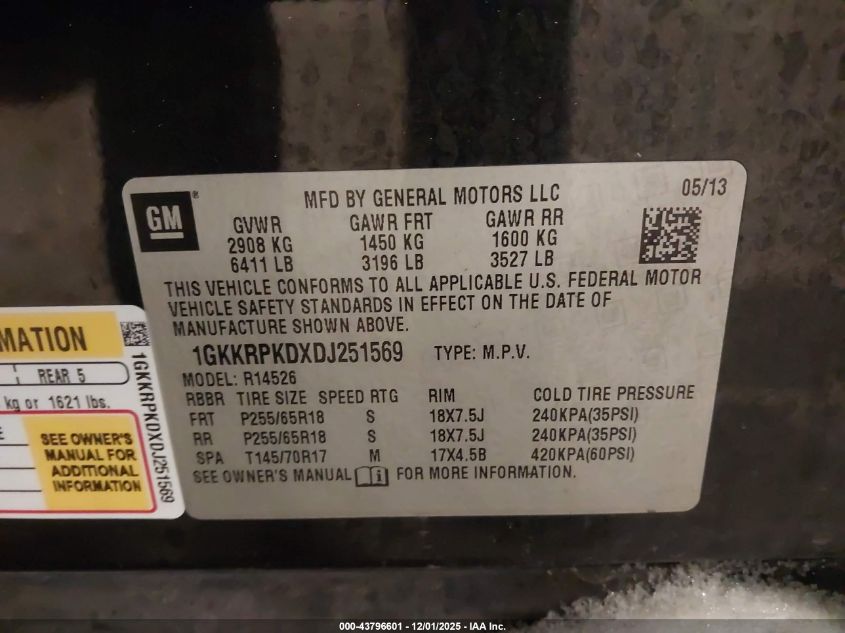 GM ®
MFD BY GENERAL MOTORS LLC 05/13
GVWR GAWR FRT GAWR RR
2908 KG 1450 KG 1600 KG
6411 LB 3196 LB 3527 LB
THIS VEHICLE CONFORMS TO ALL APPLICABLE U.S. FEDERAL MOTOR
VEHICLE SAFETY STANDARDS IN EFFECT ON THE DATE OF
MANUFACTURE SHOWN ABOVE.
1GKKRPKDXDJ251569 TYPE: M.P.V.
MODEL: R14526
RBBR TIRE SIZE SPEED RTG RIM COLD TIRE PRESSURE
FRT P255/65R18 S 18X7.5J 240KPA(35PSI)
RR P255/65R18 S 18X7.5J 240KPA(35PSI)
SPA T145/70R17 M 17X4.5B 420KPA(60PSI)
SEE OWNER'S MANUAL i FOR MORE INFORMATION.
MATION
REAR 5
kg or 1621 lbs.
SEE OWNER'S
MANUAL FOR
ADDITIONAL
INFORMATION
1GKKRPKDXDJ251569
000-43796601 - 12/01/2025 - IAA Inc.